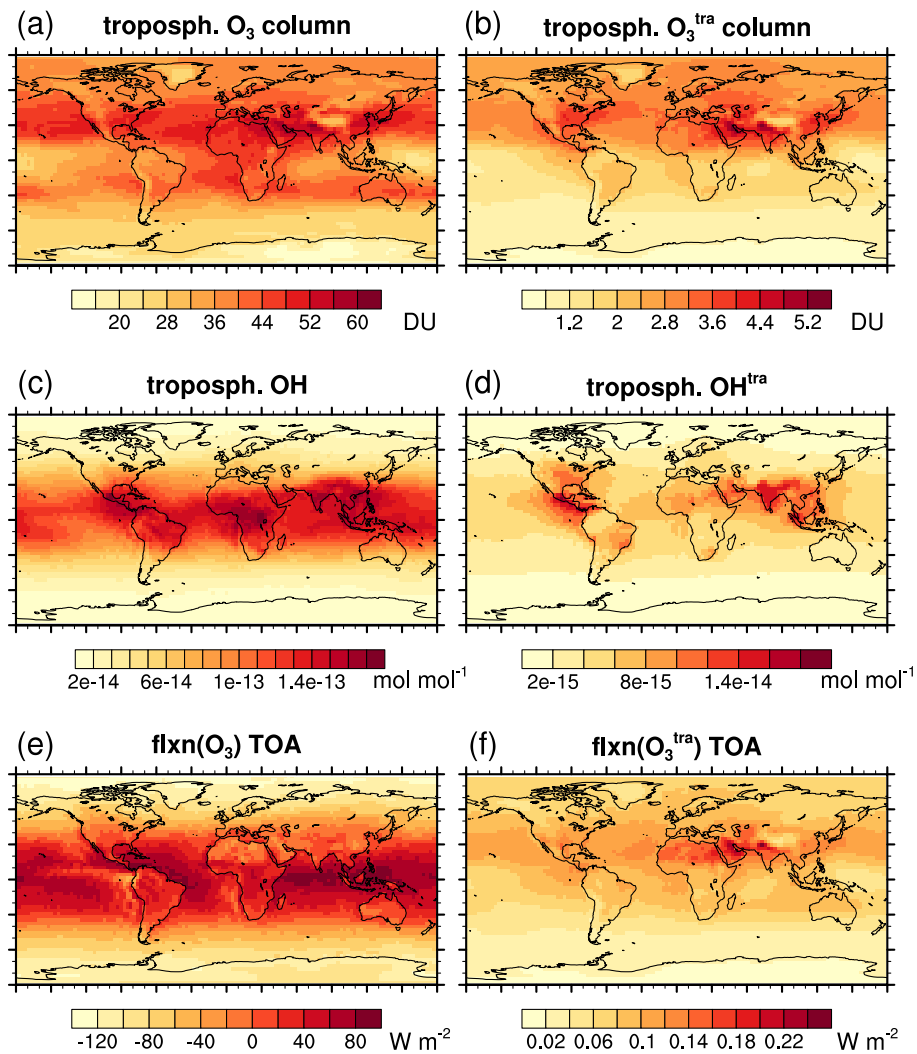 (a) troposph. O₃ column
20 28 36 44 52 60 DU
(b) troposph. O₃ᵗʳᵃ column
1.2 2 2.8 3.6 4.4 5.2 DU
(c) troposph. OH
2e-14 6e-14 1e-13 1.4e-13 mol mol⁻¹
(d) troposph. OHᵗʳᵃ
2e-15 8e-15 1.4e-14 mol mol⁻¹
(e) flxn(O₃) TOA
-120 -80 -40 0 40 80 W m⁻²
(f) flxn(O₃ᵗʳᵃ) TOA
0.02 0.06 0.1 0.14 0.18 0.22 W m⁻²